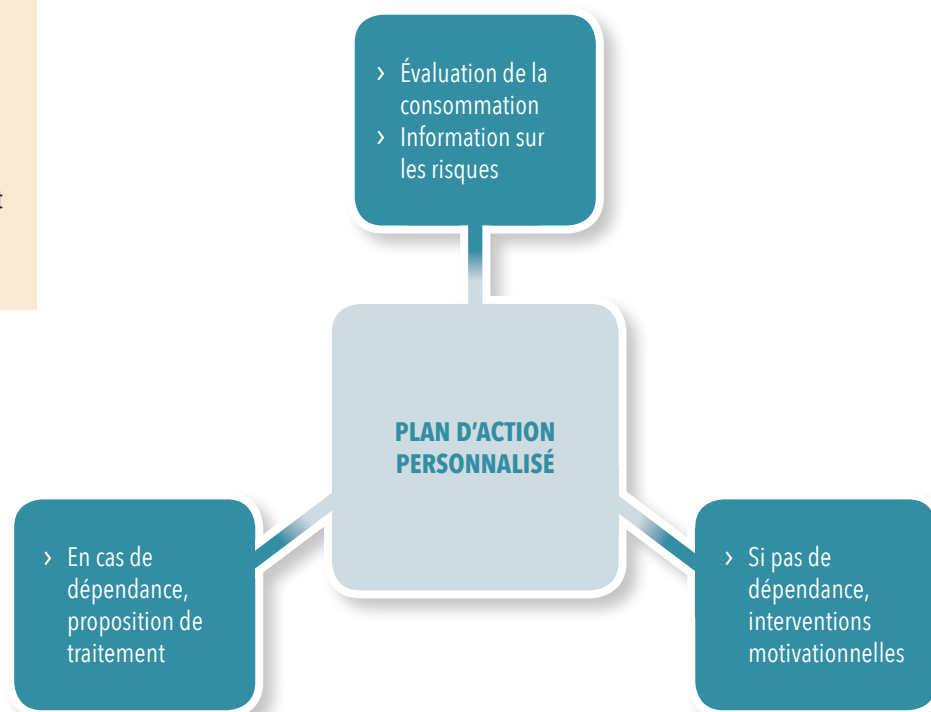 › Évaluation de la
consommation
› Information sur
les risques
t
PLAN D’ACTION
PERSONNALISÉ
› En cas de
dépendance,
proposition de
traitement
› Si pas de
dépendance,
interventions
motivationnelles